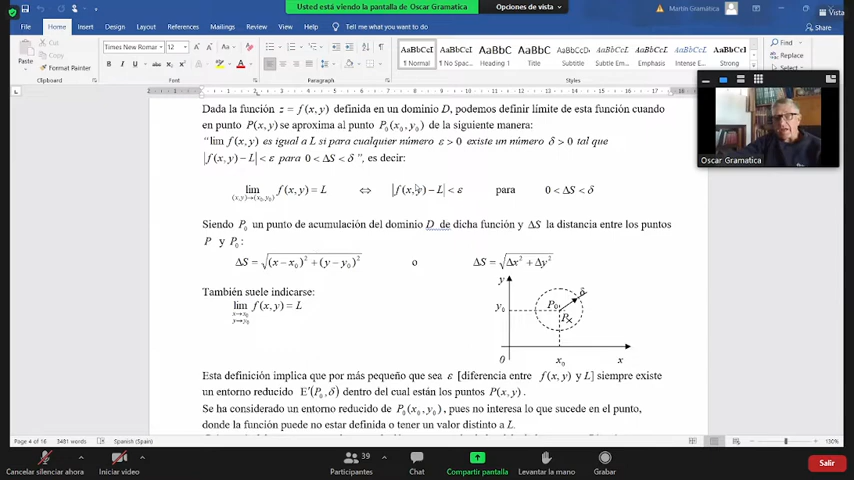 Usted está viendo la pantalla de Oscar Gramatica
Opciones de vista
Martin Gramatica
Vista
File Home Insert Draw Design Layout References Mailings Review View Help Tell me what you want to do
Share
Paste
Cut
Copy
Format Painter
Times New Roman 12
AaBbCcI AaBbCcI AaBbC AaBbCcL AaBbCcD AaBbCcL AaBbCcL AaBbCcL
¶ Normal ¶ No Spac... Heading 1 Subtitle Subtle Em... Emphasis Intense E... Strong
Find
Replace
Select
Clipboard Font Paragraph Styles Editing
Oscar Gramatica
Dada la función z = f(x, y) definida en un dominio D, podemos definir límite de esta función cuando
en punto P(x, y) se aproxima al punto P₀(x₀, y₀) de la siguiente manera:
“lim f(x, y) es igual a L si para cualquier número ε > 0 existe un número δ > 0 tal que
|f(x, y) − L| < ε para 0 < ΔS < δ”, es decir:
lim (x,y)→(x₀,y₀) f(x, y) = L ⇔ |f(x, y) − L| < ε para 0 < ΔS < δ
Siendo P₀ un punto de acumulación del dominio D de dicha función y ΔS la distancia entre los puntos
P y P₀:
ΔS = √((x − x₀)² + (y − y₀)²) o ΔS = √(Δx² + Δy²)
También suele indicarse:
lim x→x₀ y→y₀ f(x, y) = L
y
δ
y₀
P₀
P
0 x₀ x
Esta definición implica que por más pequeño que sea ε [diferencia entre f(x, y) y L] siempre existe
un entorno reducido E'(P₀, δ) dentro del cual están los puntos P(x, y).
Se ha considerado un entorno reducido de P₀(x₀, y₀), pues no interesa lo que sucede en el punto,
donde la función puede no estar definida o tener un valor distinto a L.
Page 4 of 16 3481 words Spanish (Spain)
130%
Cancelar silenciar ahora
Iniciar video
Participantes 39
Chat
Compartir pantalla
Levantar la mano
Grabar
Salir